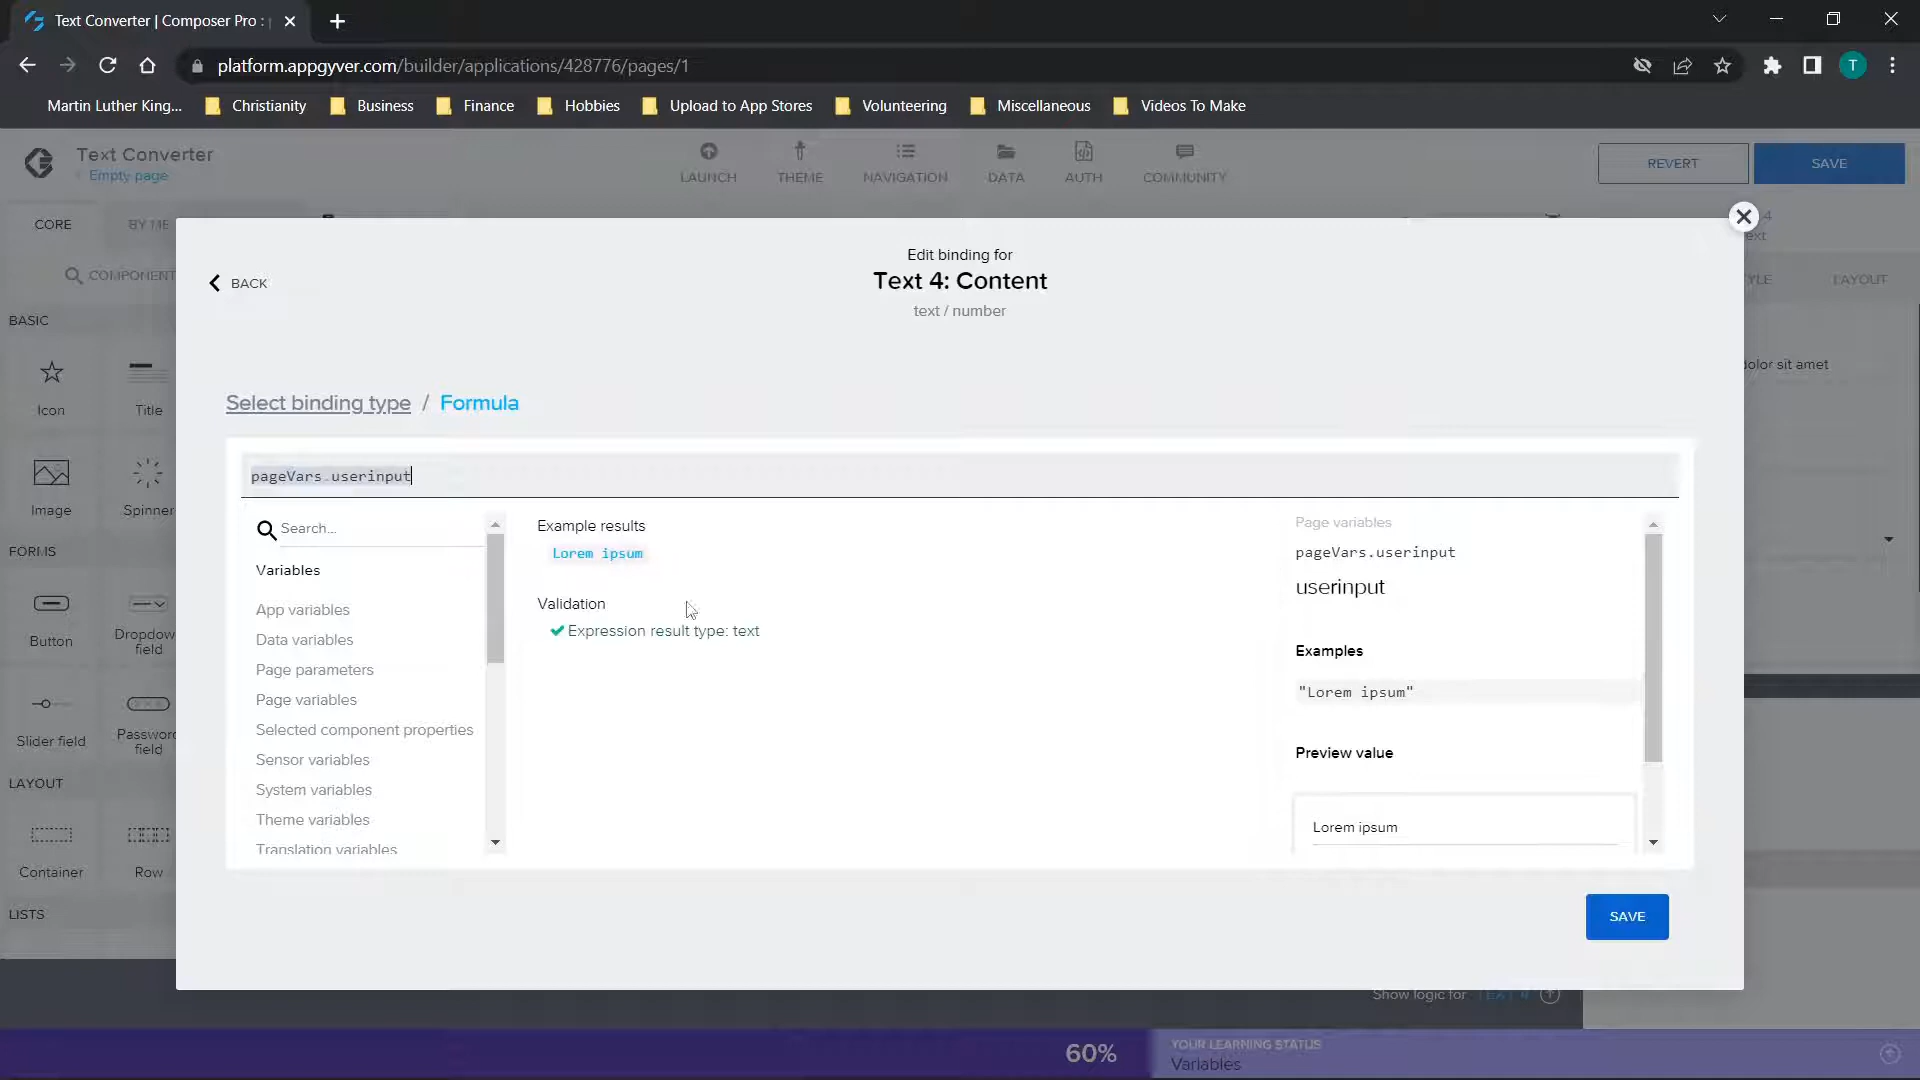 Text Converter | Composer Pro :
platform.appgyver.com/builder/applications/428776/pages/1
T
Martin Luther King...
Christianity
Business
Finance
Hobbies
Upload to App Stores
Volunteering
Miscellaneous
Videos To Make
Text Converter
Empty page
LAUNCH
THEME
NAVIGATION
DATA
AUTH
COMMUNITY
REVERT
SAVE
CORE
BY ME
COMPONENT
BASIC
Icon
Title
Image
Spinner
FORMS
Button
Dropdow
field
Slider field
Passwor
field
LAYOUT
Container
Row
LISTS
LAYOUT
dolor sit amet
BACK
Edit binding for
Text 4: Content
text / number
Select binding type / Formula
pageVars.userinput
Search...
Variables
App variables
Data variables
Page parameters
Page variables
Selected component properties
Sensor variables
System variables
Theme variables
Translation variables
Example results
Lorem ipsum
Validation
Expression result type: text
Page variables
pageVars.userinput
userinput
Examples
"Lorem ipsum"
Preview value
Lorem ipsum
SAVE
Show logic for TEXT 4
60%
YOUR LEARNING STATUS
Variables